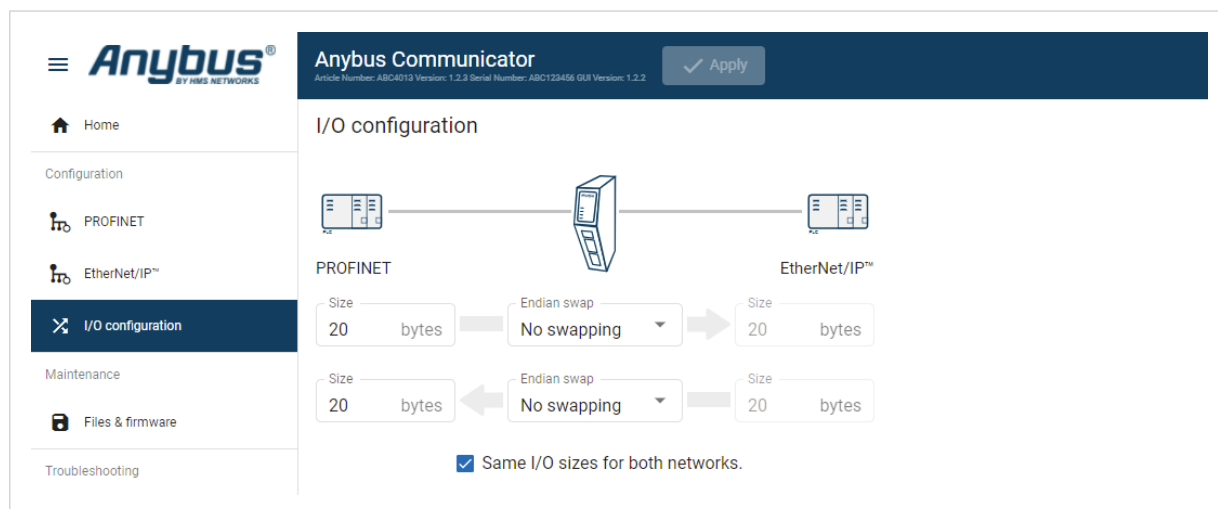 Anybus®
BY HMS NETWORKS
Anybus Communicator
Article Number: ABC4013 Version: 1.2.3 Serial Number: ABC123456 GUI Version: 1.2.2
Apply
Home
I/O configuration
Configuration
PROFINET
EtherNet/IP™
I/O configuration
Maintenance
Files & firmware
Troubleshooting
PLC
Anybus
PLC
PROFINET
EtherNet/IP™
Size
Endian swap
Size
20 bytes
No swapping
20 bytes
Size
Endian swap
Size
20 bytes
No swapping
20 bytes
Same I/O sizes for both networks.